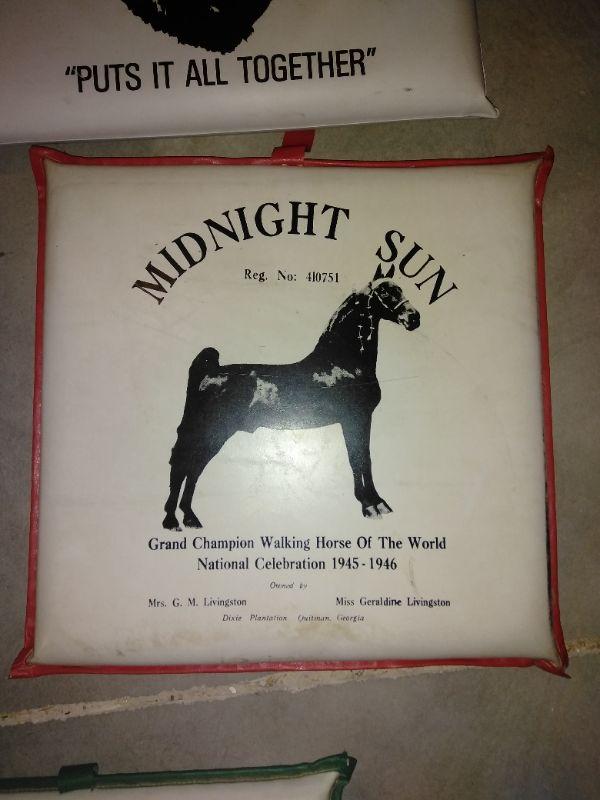 "PUTS IT ALL TOGETHER"
MIDNIGHT SUN
Reg. No: 410751
Grand Champion Walking Horse Of The World
National Celebration 1945-1946
Owned by
Mrs. G. M. Livingston Miss Geraldine Livingston
Dixie Plantation Quitman, Georgia